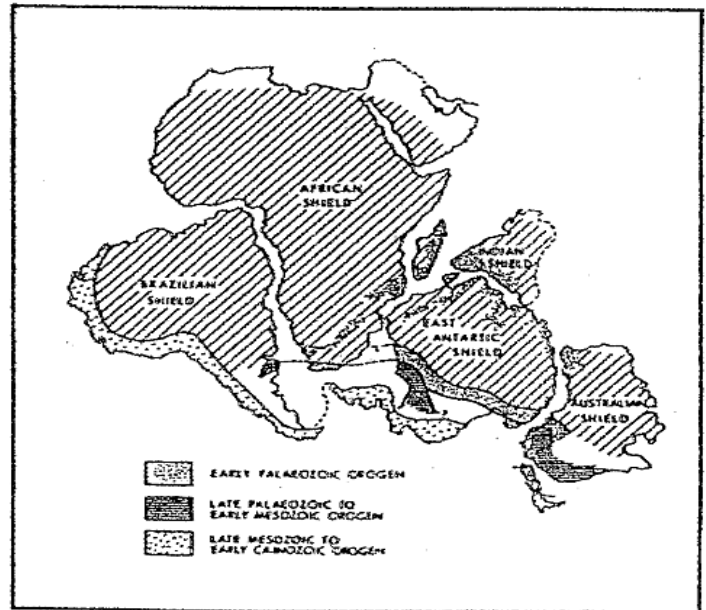 AFRICAN
SHIELD
INDIAN
SHIELD
BRAZILIAN
SHIELD
EAST
ANTARCTIC
SHIELD
AUSTRALIAN
SHIELD
EARLY PALAEOZOIC OROGEN
LATE PALAEOZOIC TO
EARLY MESOZOIC OROGEN
LATE MESOZOIC TO
EARLY CAINOZOIC OROGEN